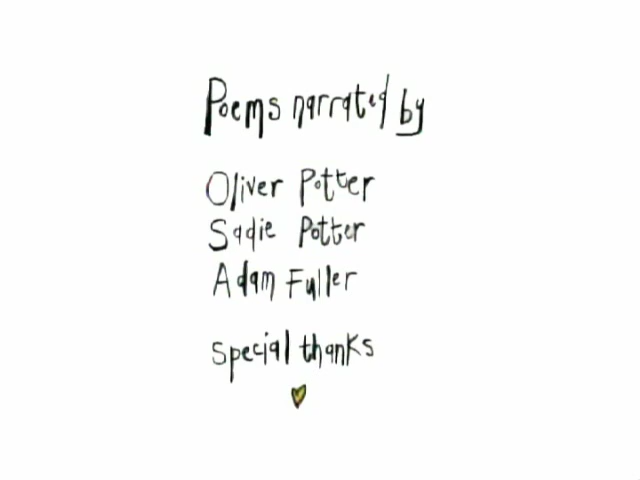 Poems narrated by
Oliver Potter
Sadie Potter
Adam Fuller
Special thanks